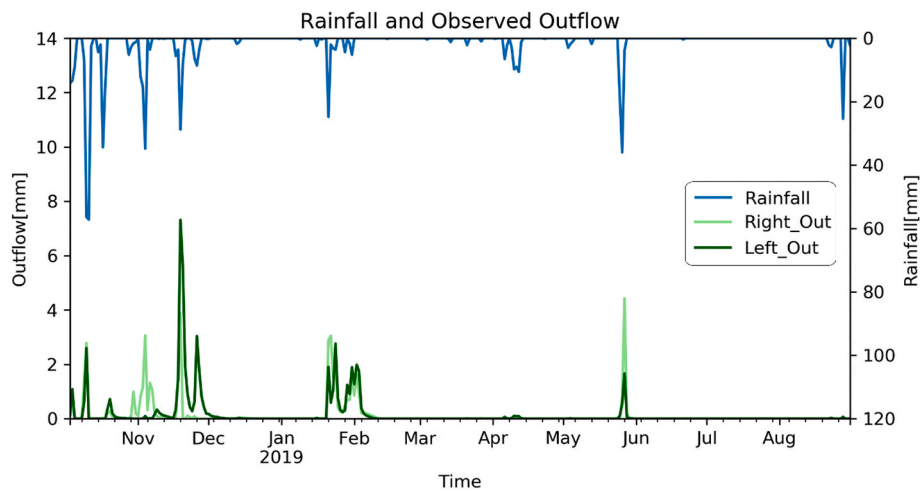 Rainfall and Observed Outflow
14
12
10
8
6
4
2
0
Outflow[mm]
0
20
40
60
80
100
120
Rainfall[mm]
Rainfall
Right_Out
Left_Out
Nov Dec Jan Feb Mar Apr May Jun Jul Aug
2019
Time